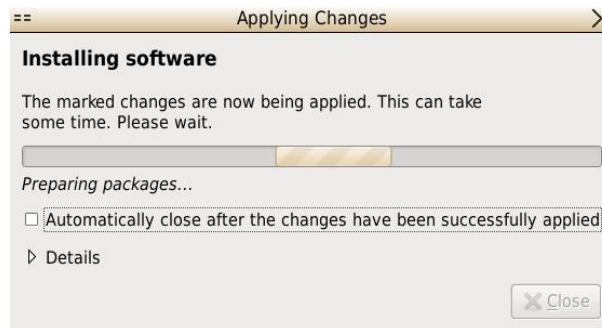 Applying Changes
Installing software
The marked changes are now being applied. This can take
some time. Please wait.
Preparing packages...
Automatically close after the changes have been successfully applied
Details
Close